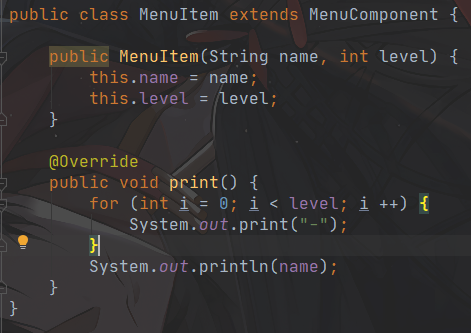 public class MenuItem extends MenuComponent {
    public MenuItem(String name, int level) {
        this.name = name;
        this.level = level;
    }
    @Override
    public void print() {
        for (int i = 0; i < level; i ++) {
            System.out.print("-");
        }
        System.out.println(name);
    }
}